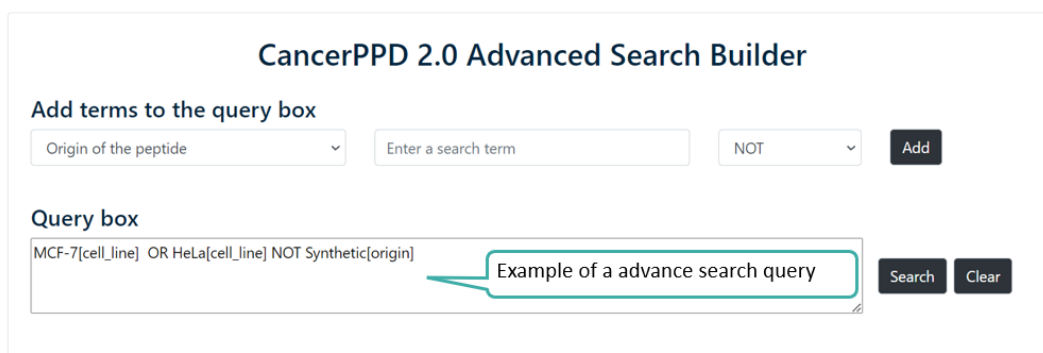 CancerPPD 2.0 Advanced Search Builder
Add terms to the query box
Origin of the peptide Enter a search term NOT Add
Query box
MCF-7[cell_line]  OR HeLa[cell_line] NOT Synthetic[origin]
Example of a advance search query
Search Clear